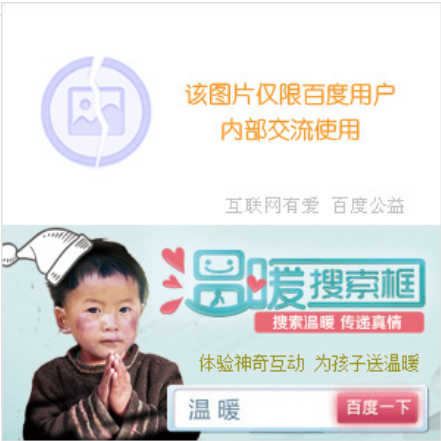 该图片仅限百度用户
内部交流使用
互联网有爱 百度公益
温暖搜索框
搜索温暖 传递真情
体验神奇互动 为孩子送温暖
温暖
百度一下